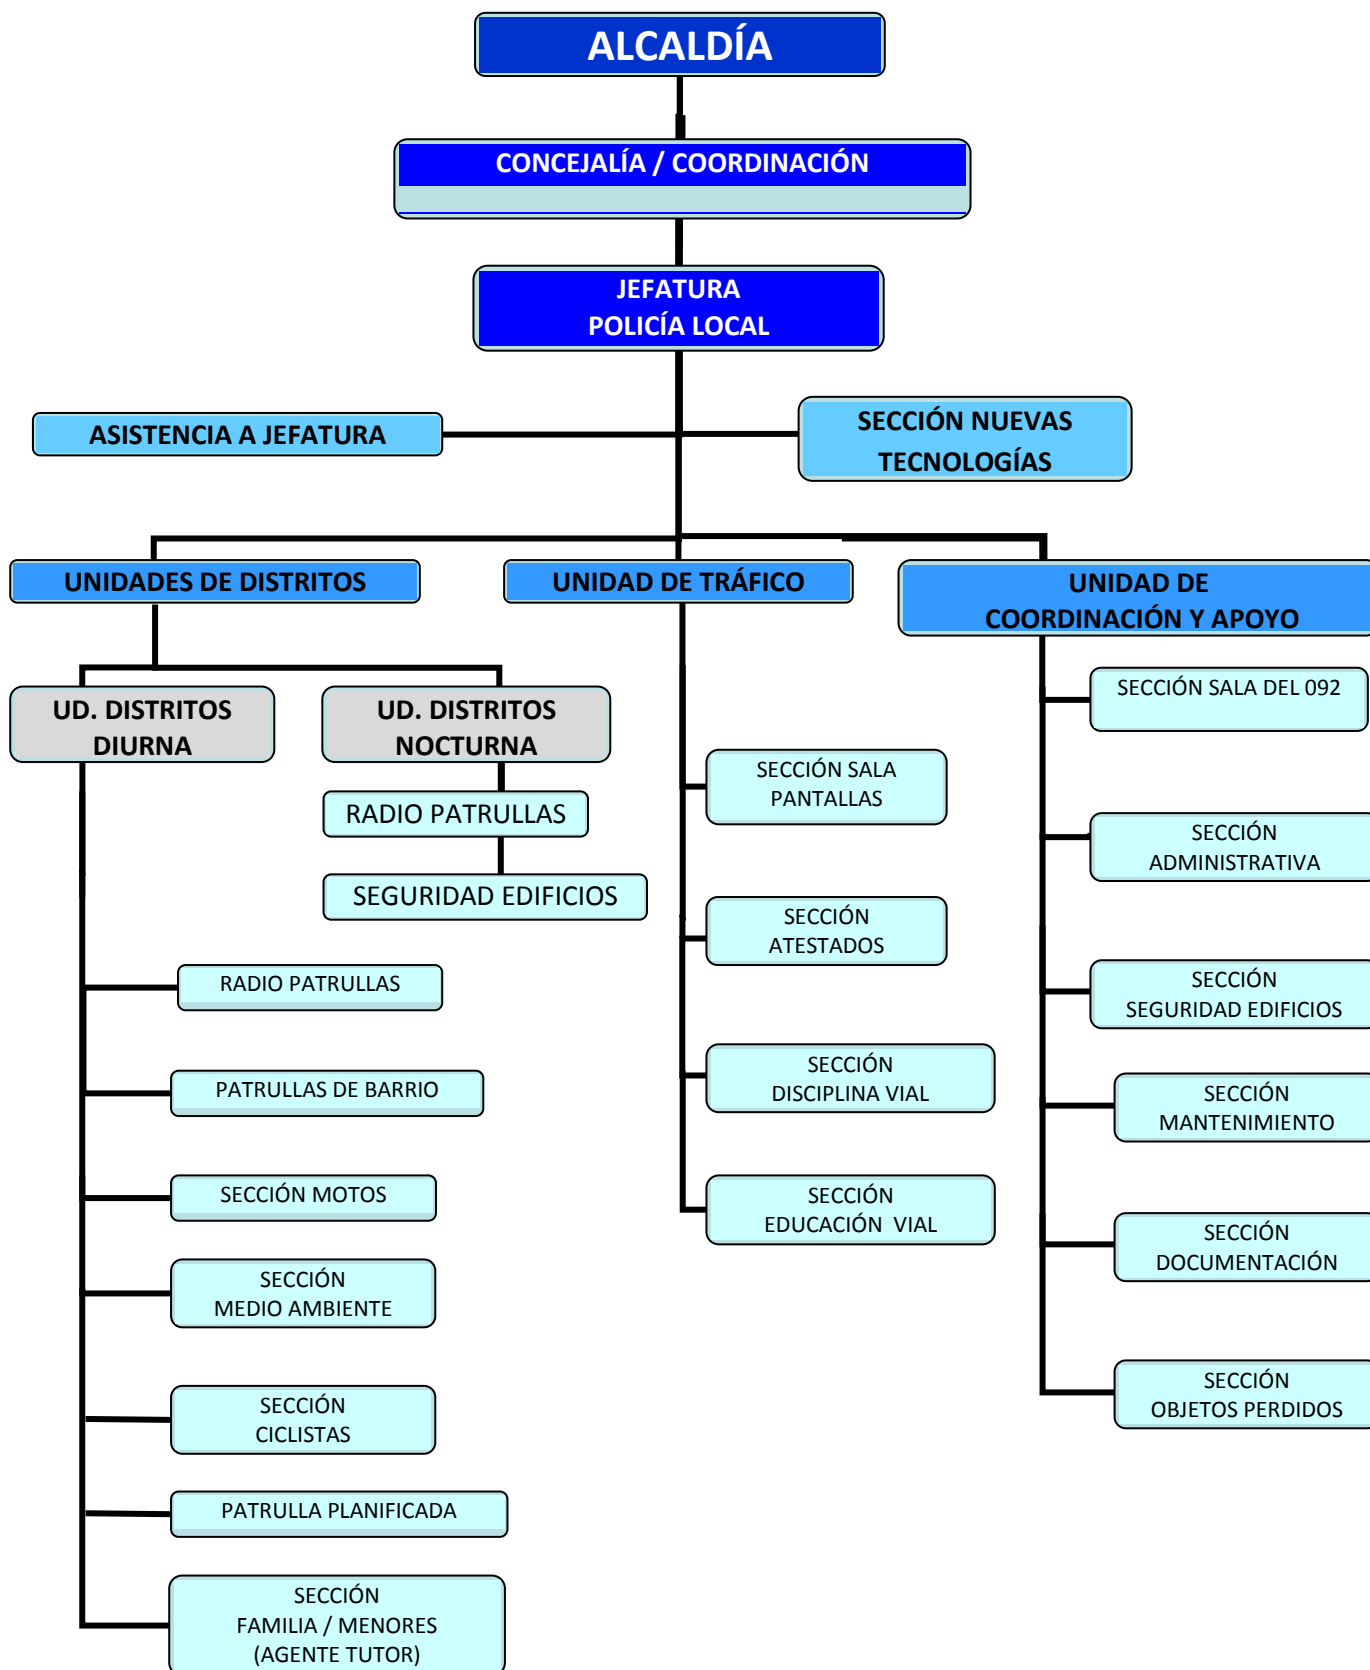 ALCALDÍA
CONCEJALÍA / COORDINACIÓN
JEFATURA
POLICÍA LOCAL
ASISTENCIA A JEFATURA
SECCIÓN NUEVAS
TECNOLOGÍAS
UNIDADES DE DISTRITOS
UNIDAD DE TRÁFICO
UNIDAD DE
COORDINACIÓN Y APOYO
UD. DISTRITOS
DIURNA
UD. DISTRITOS
NOCTURNA
RADIO PATRULLAS
SEGURIDAD EDIFICIOS
RADIO PATRULLAS
PATRULLAS DE BARRIO
SECCIÓN MOTOS
SECCIÓN
MEDIO AMBIENTE
SECCIÓN
CICLISTAS
PATRULLA PLANIFICADA
SECCIÓN
FAMILIA / MENORES
(AGENTE TUTOR)
SECCIÓN SALA
PANTALLAS
SECCIÓN
ATESTADOS
SECCIÓN
DISCIPLINA VIAL
SECCIÓN
EDUCACIÓN  VIAL
SECCIÓN SALA DEL 092
SECCIÓN
ADMINISTRATIVA
SECCIÓN
SEGURIDAD EDIFICIOS
SECCIÓN
MANTENIMIENTO
SECCIÓN
DOCUMENTACIÓN
SECCIÓN
OBJETOS PERDIDOS